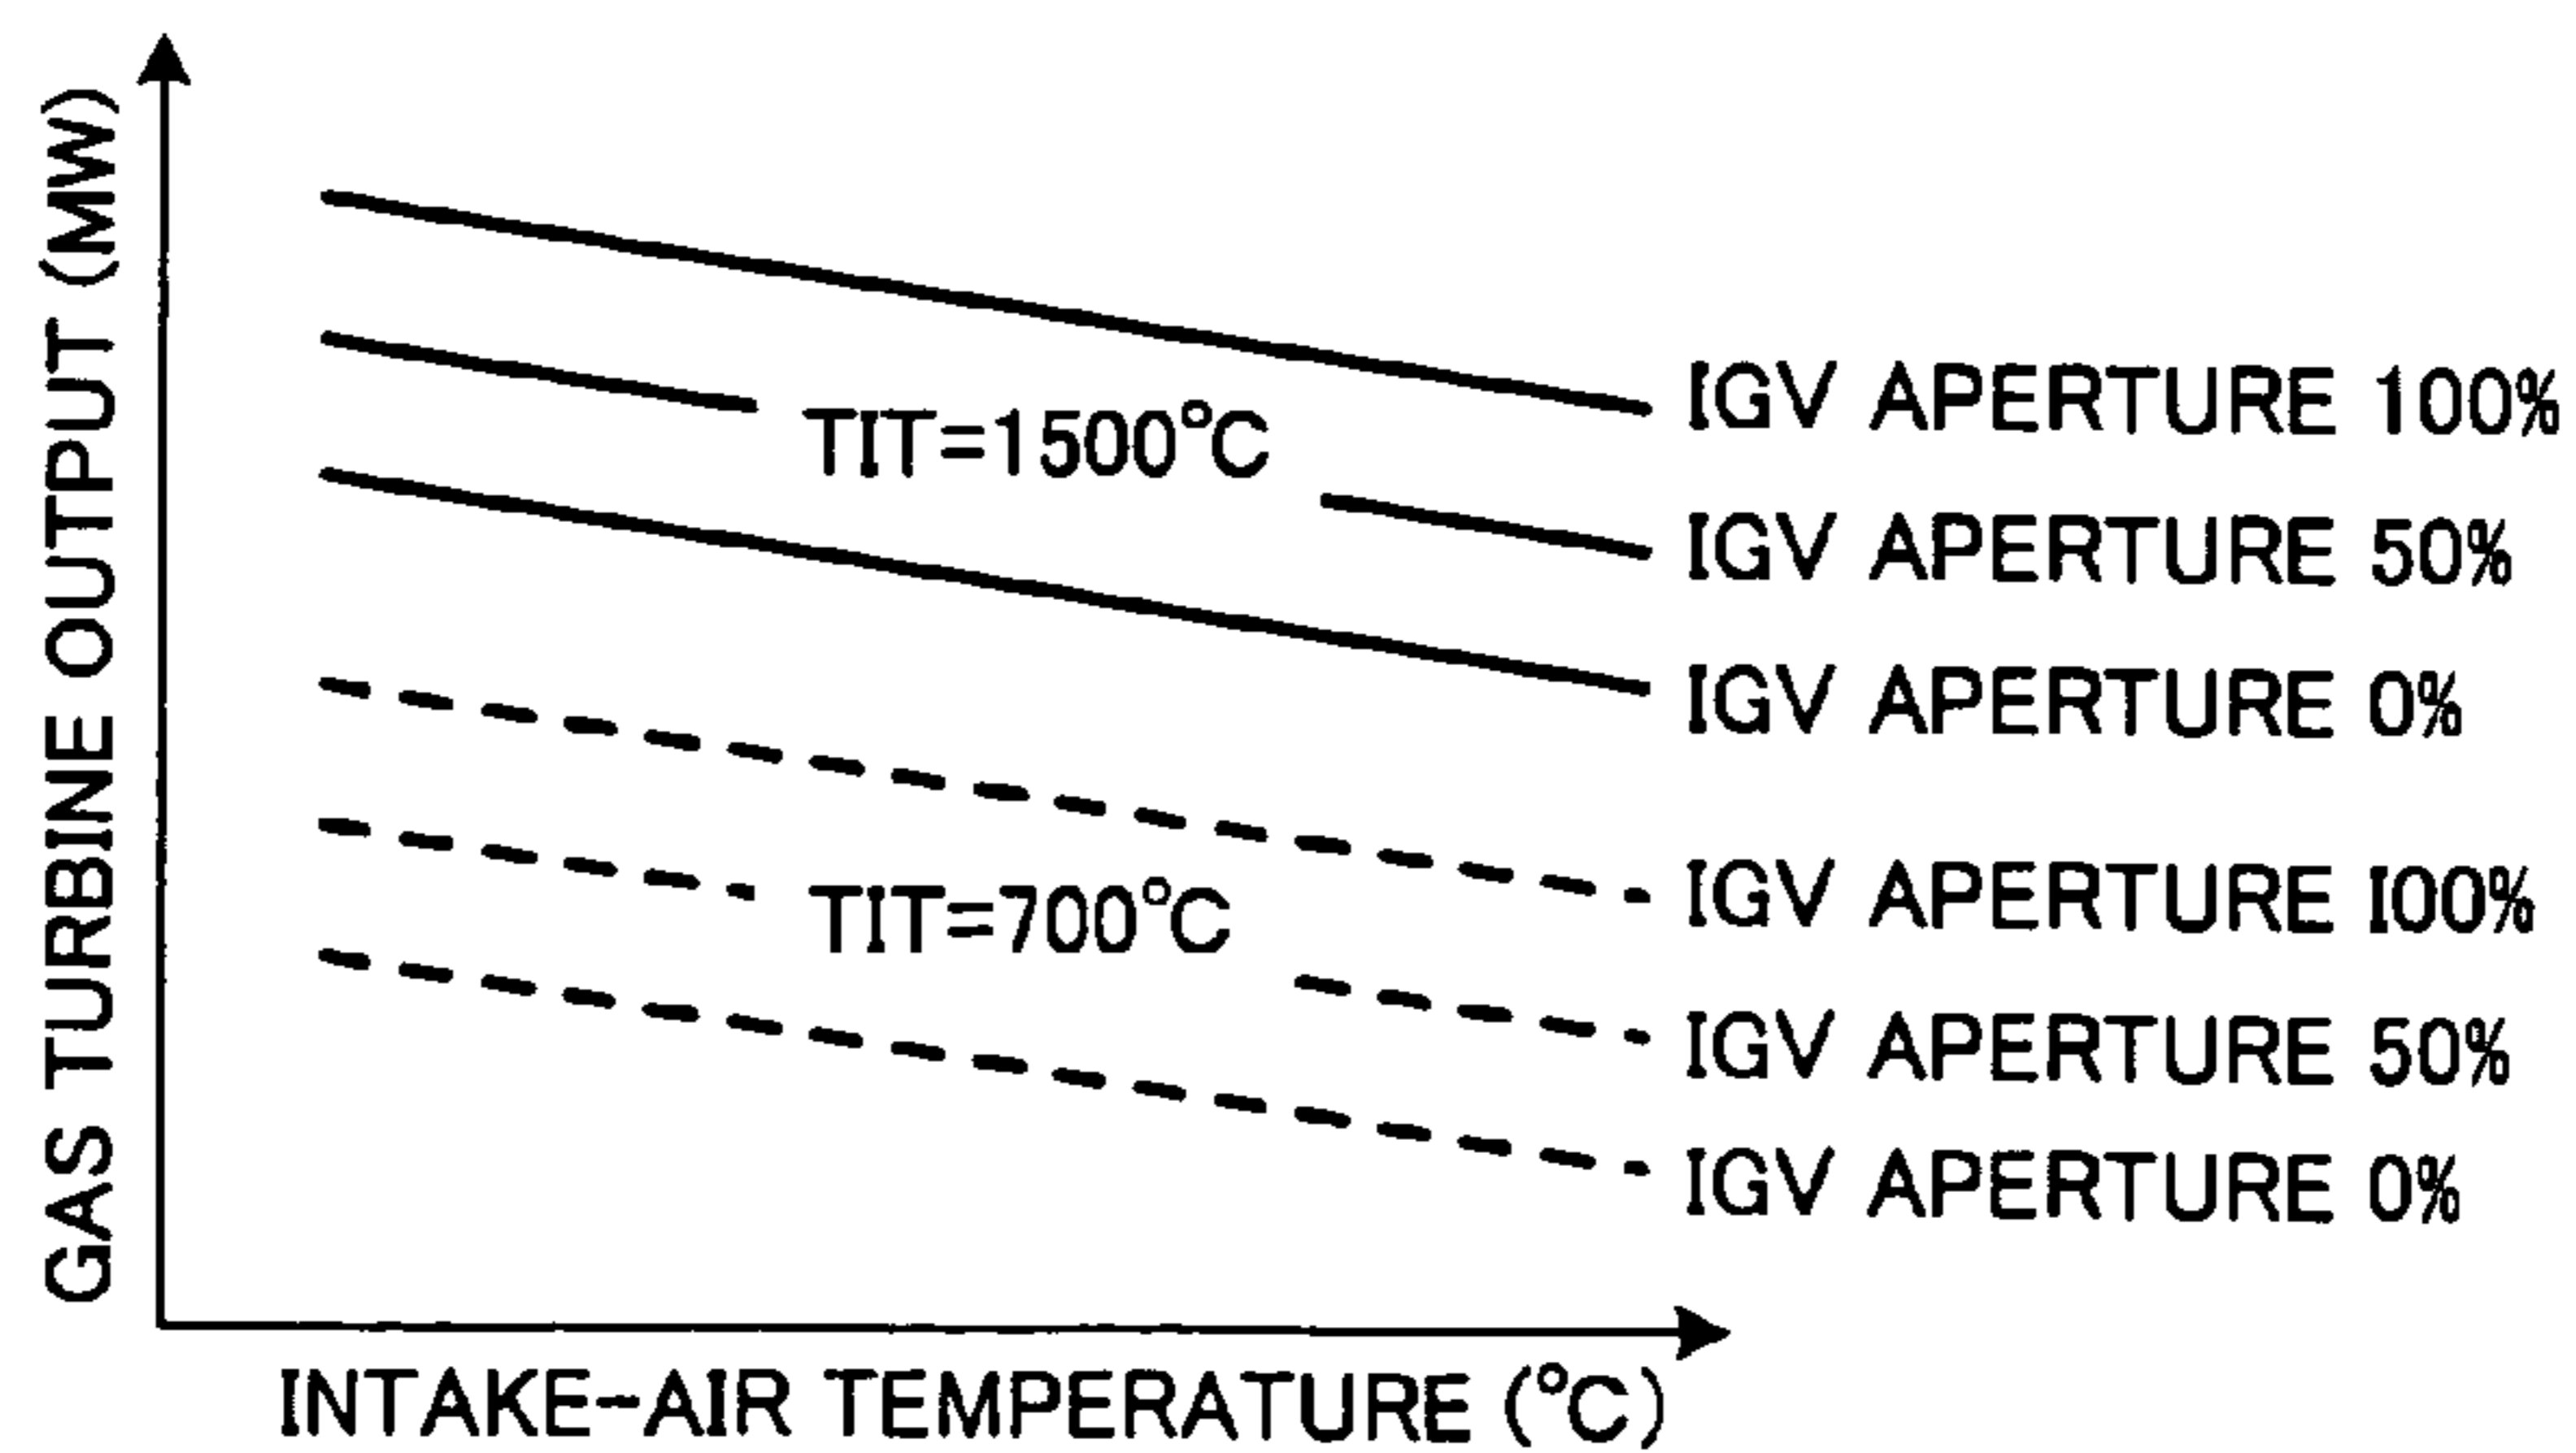 GAS TURBINE OUTPUT (MW)
IGV APERTURE 100%
TIT=1500°C
IGV APERTURE 50%
IGV APERTURE 0%
IGV APERTURE 100%
TIT=700°C
IGV APERTURE 50%
IGV APERTURE 0%
INTAKE-AIR TEMPERATURE (°C)